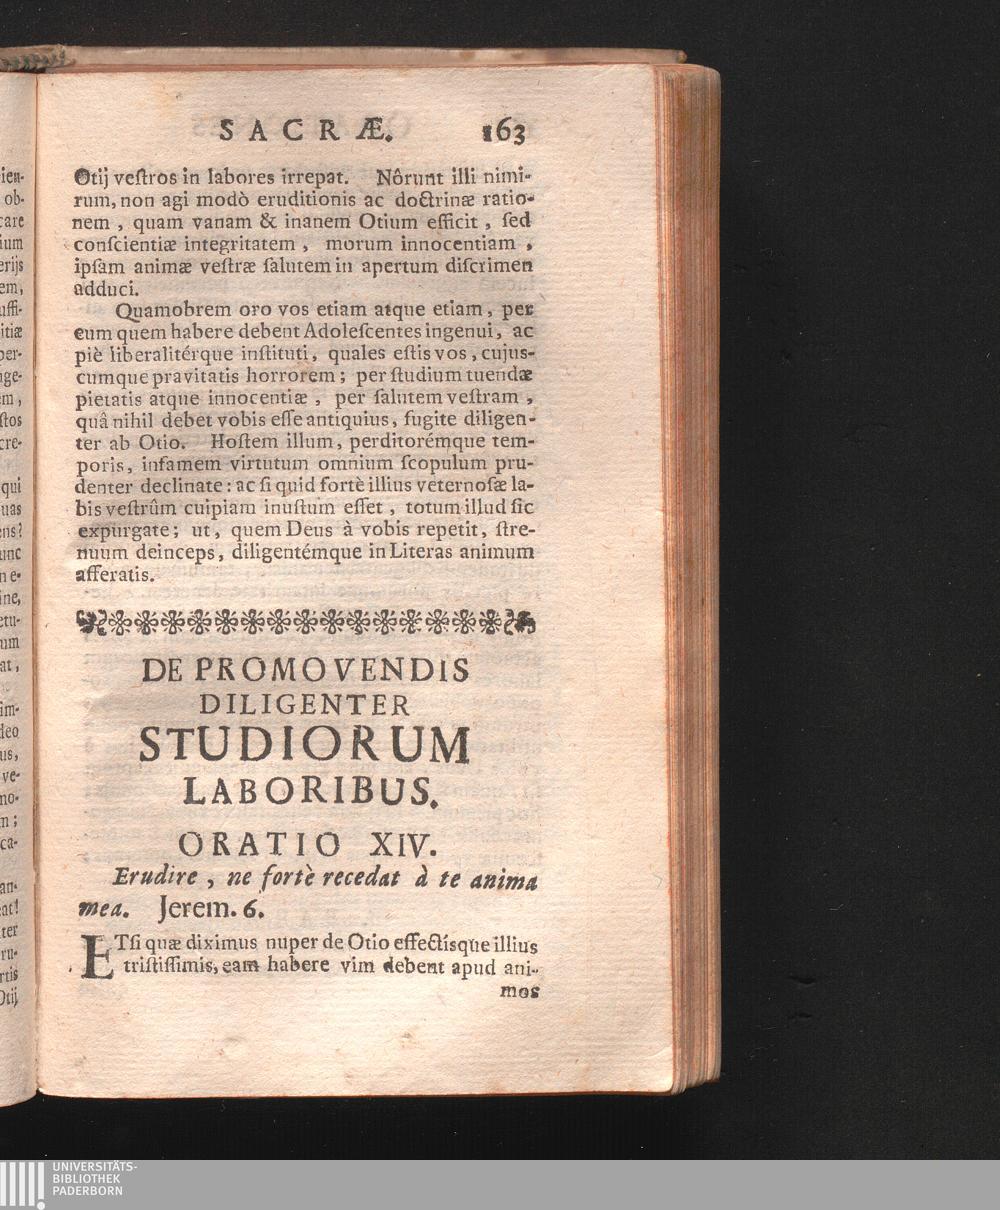 SACRÆ. 163
Otij veſtros in labores irrepat. Nôrunt illi nimi-
rum, non agi modò eruditionis ac doctrinæ ratio-
nem, quam vanam & inanem Otium efficit, ſed
conſcientiæ integritatem, morum innocentiam,
ipſam animæ veſtræ ſalutem in apertum diſcrimen
adduci.
Quamobrem oro vos etiam atque etiam, per
eum quem habere debent Adoleſcentes ingenui, ac
piè liberalitérque inſtituti, quales eſtis vos, cujus-
cumque pravitatis horrorem; per ſtudium tuendæ
pietatis atque innocentiæ, per ſalutem veſtram,
quâ nihil debet vobis eſſe antiquius, fugite diligen-
ter ab Otio. Hoſtem illum, perditorémque tem-
poris, infamem virtutum omnium ſcopulum pru-
denter declinate: ac ſi quid fortè illius veternoſæ la-
bis veſtrûm cuipiam inuſtum eſſet, totum illud ſic
expurgate; ut, quem Deus à vobis repetit, ſtre-
nuum deinceps, diligentémque in Literas animum
afferatis.
DE PROMOVENDIS
DILIGENTER
STUDIORUM
LABORIBUS.
ORATIO XIV.
Erudire, ne fortè recedat à te anima
mea. Jerem. 6.
ETſi quæ diximus nuper de Otio effectísque illius
triſtiſſimis, eam habere vim debent apud ani-
mos
UNIVERSITÄTS-
BIBLIOTHEK
PADERBORN